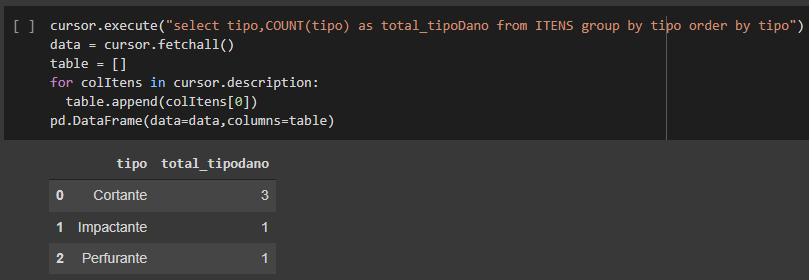 [ ] cursor.execute("select tipo,COUNT(tipo) as total_tipoDano from ITENS group by tipo order by tipo")
data = cursor.fetchall()
table = []
for colItens in cursor.description:
  table.append(colItens[0])
pd.DataFrame(data=data,columns=table)
tipo total_tipodano
0 Cortante 3
1 Impactante 1
2 Perfurante 1